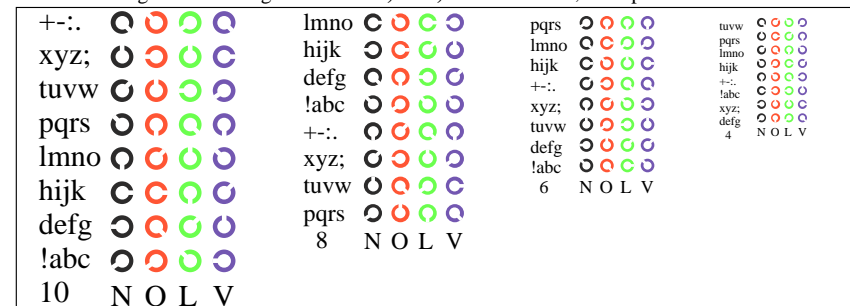 +-:.
xyz;
tuvw
pqrs
lmno
hijk
defg
!abc
10 N O L V
lmno
hijk
defg
!abc
+-:.
xyz;
tuvw
pqrs
8 N O L V
pqrs
lmno
hijk
+-:.
xyz;
tuvw
defg
!abc
6 N O L V
tuvw
pqrs
lmno
hijk
+-:.
!abc
xyz;
defg
4 N O L V